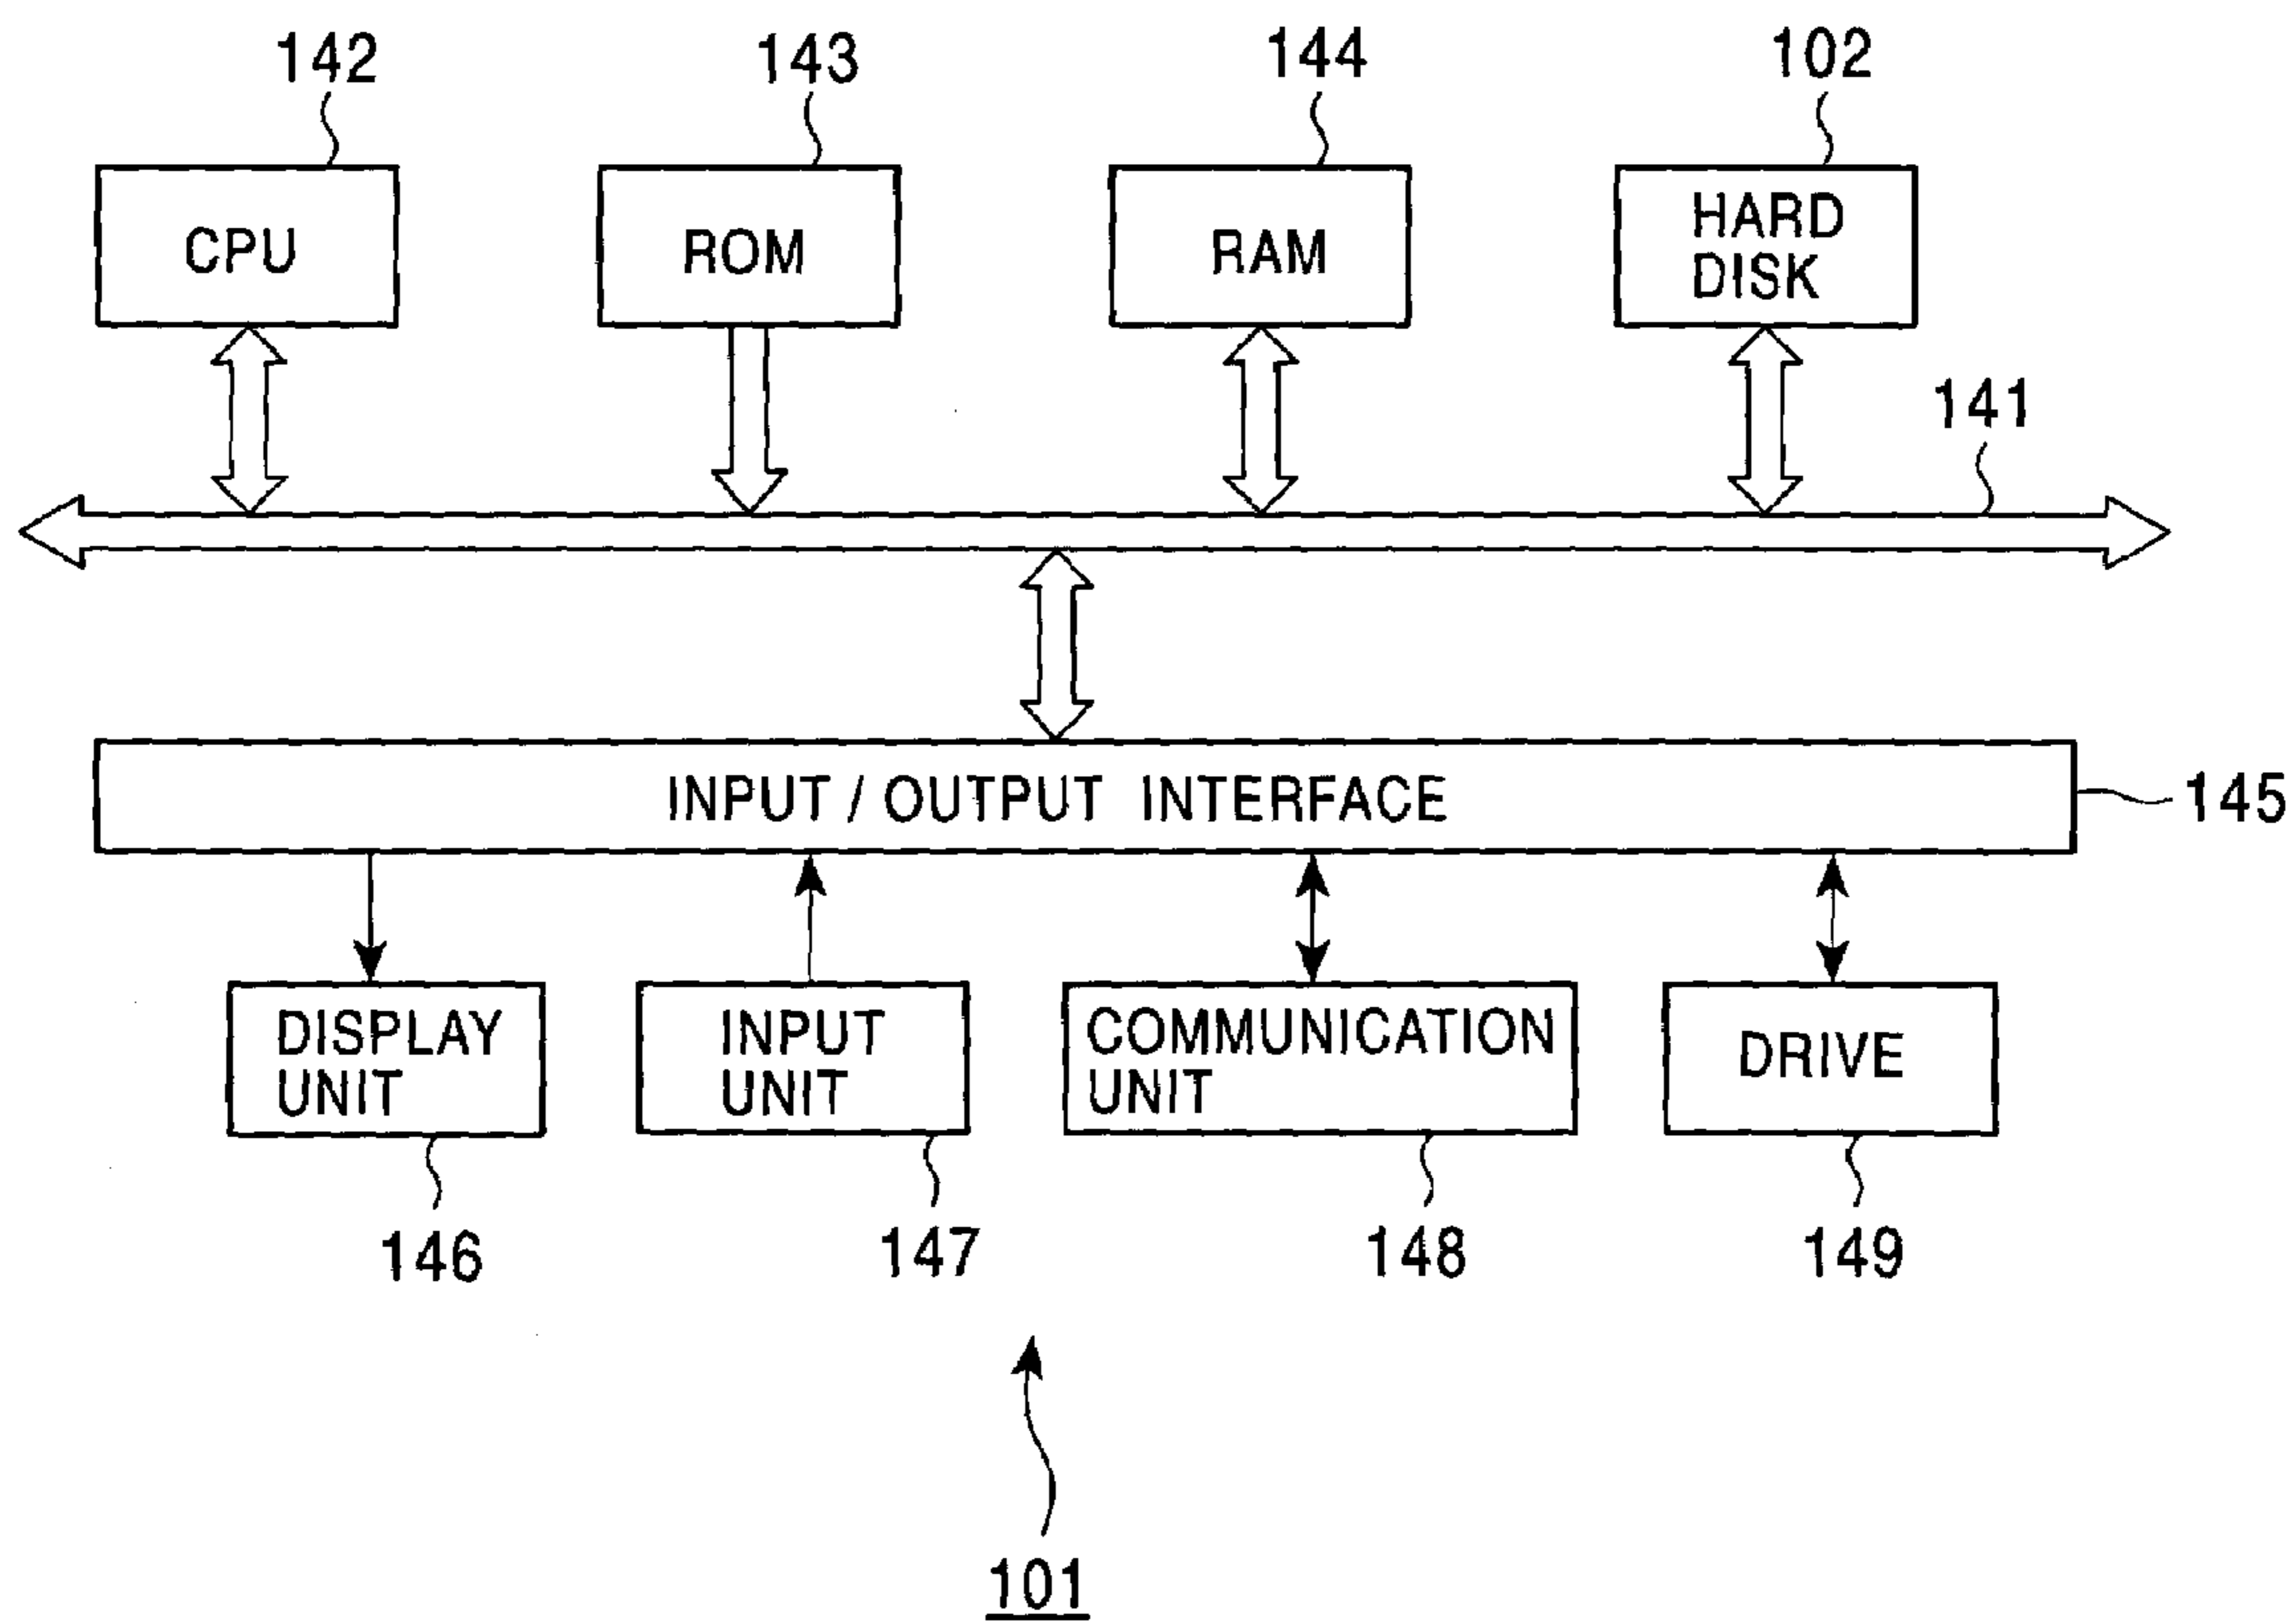 142
143
144
102
CPU
ROM
RAM
HARD
DISK
141
INPUT / OUTPUT INTERFACE
145
DISPLAY
UNIT
INPUT
UNIT
COMMUNICATION
UNIT
DRIVE
146
147
148
149
101